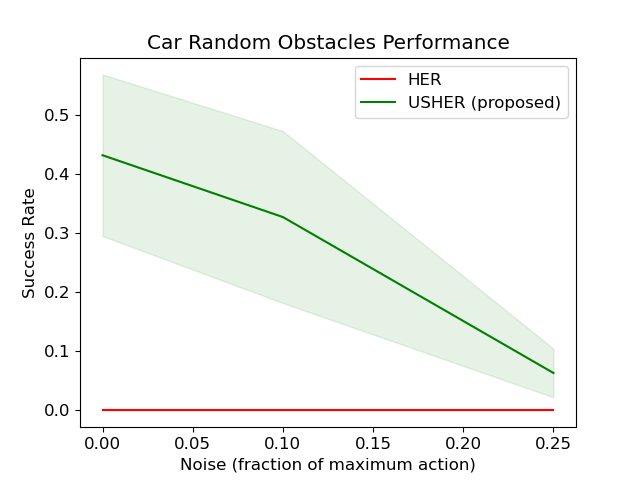 Car Random Obstacles Performance
HER
USHER (proposed)
Success Rate
0.5
0.4
0.3
0.2
0.1
0.0
0.00 0.05 0.10 0.15 0.20 0.25
Noise (fraction of maximum action)